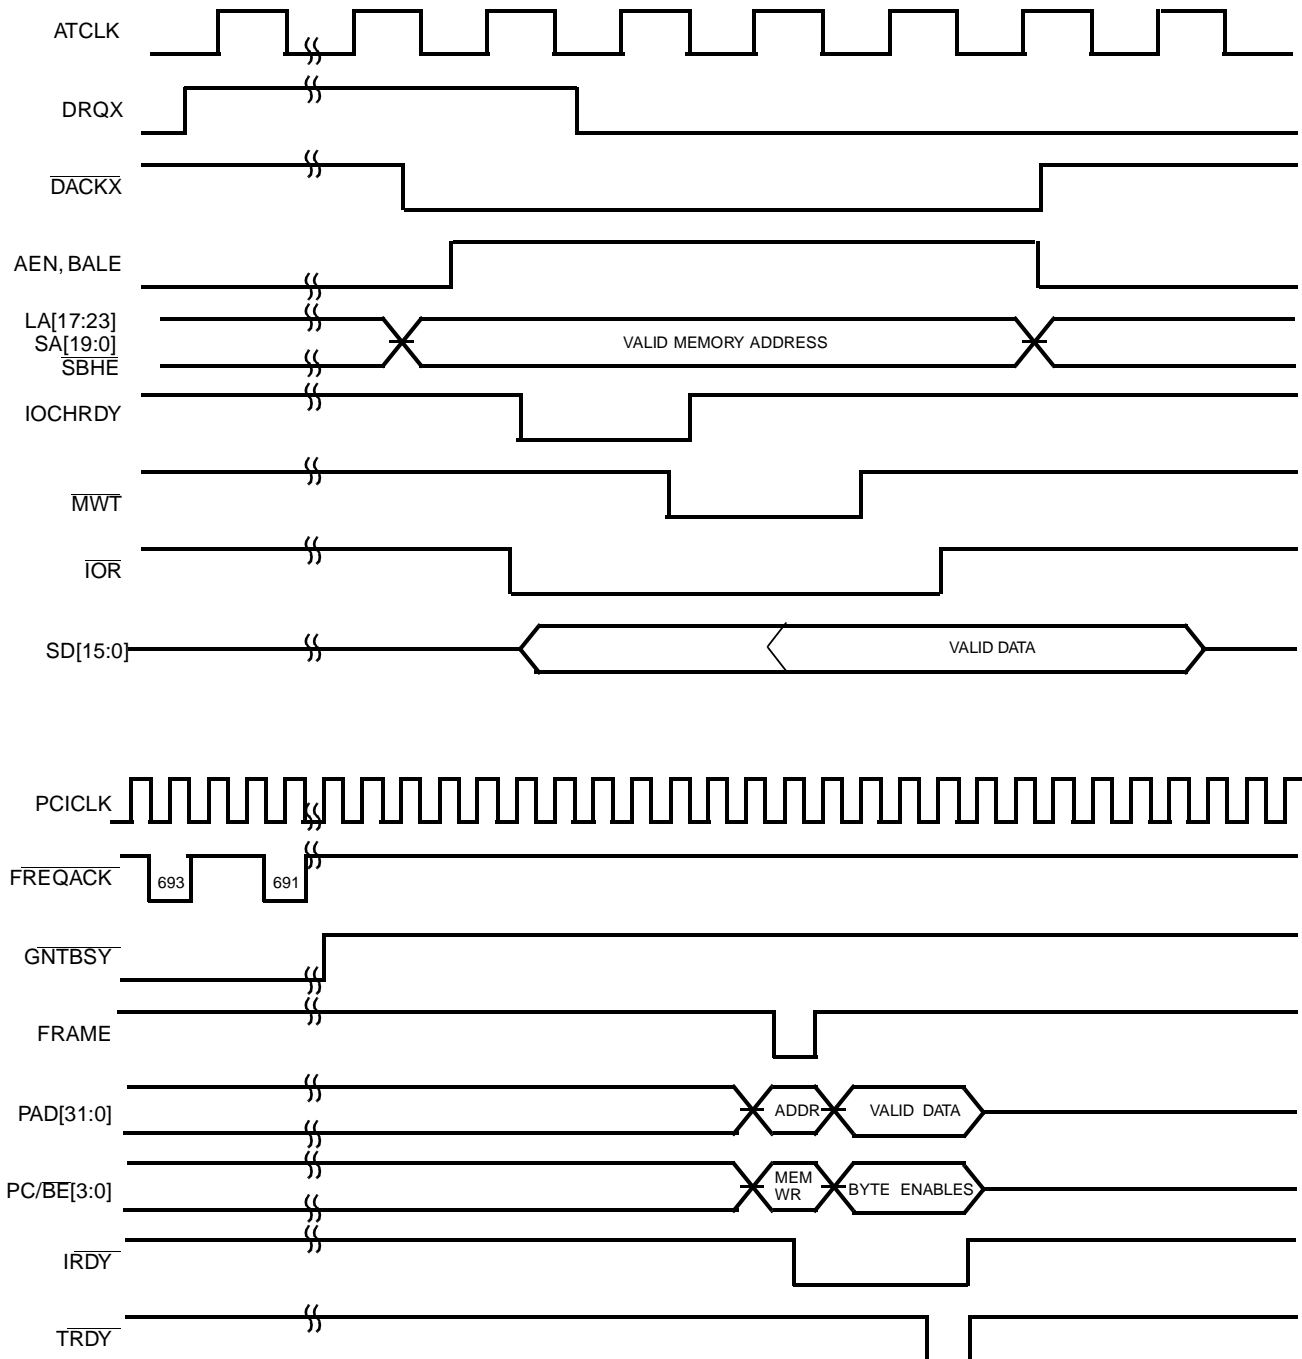 ATCLK
DRQX
DACKX
AEN, BALE
LA[17:23]
SA[19:0]
SBHE
VALID MEMORY ADDRESS
IOCHRDY
MWT
IOR
SD[15:0]
VALID DATA
PCICLK
FREQACK
693
691
GNTBSY
FRAME
PAD[31:0]
ADDR
VALID DATA
PC/BE[3:0]
MEM
WR
BYTE ENABLES
IRDY
TRDY